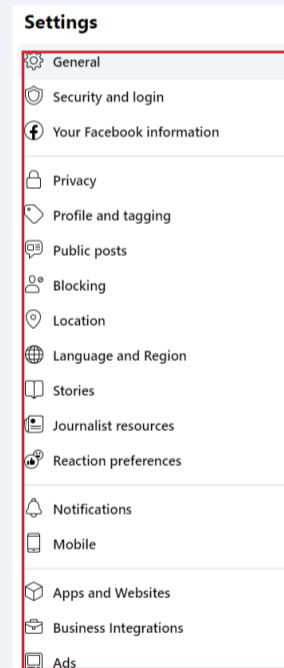 Settings
General
Security and login
Your Facebook information
Privacy
Profile and tagging
Public posts
Blocking
Location
Language and Region
Stories
Journalist resources
Reaction preferences
Notifications
Mobile
Apps and Websites
Business Integrations
Ads